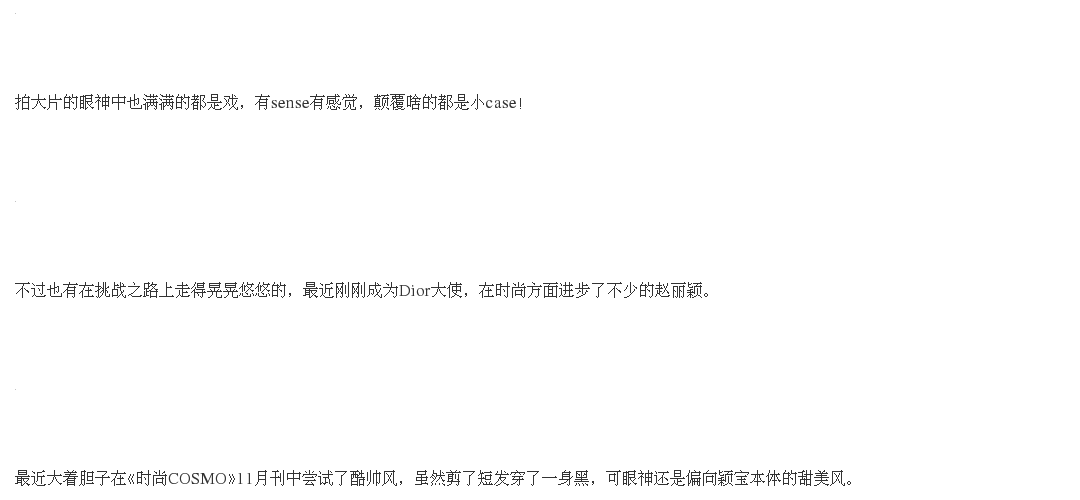 拍大片的眼神中也满满的都是戏，有sense有感觉，颠覆啥的都是小case！
不过也有在挑战之路上走得晃晃悠悠的，最近刚刚成为Dior大使，在时尚方面进步了不少的赵丽颖。
最近大着胆子在《时尚COSMO》11月刊中尝试了酷帅风，虽然剪了短发穿了一身黑，可眼神还是偏向颖宝本体的甜美风。